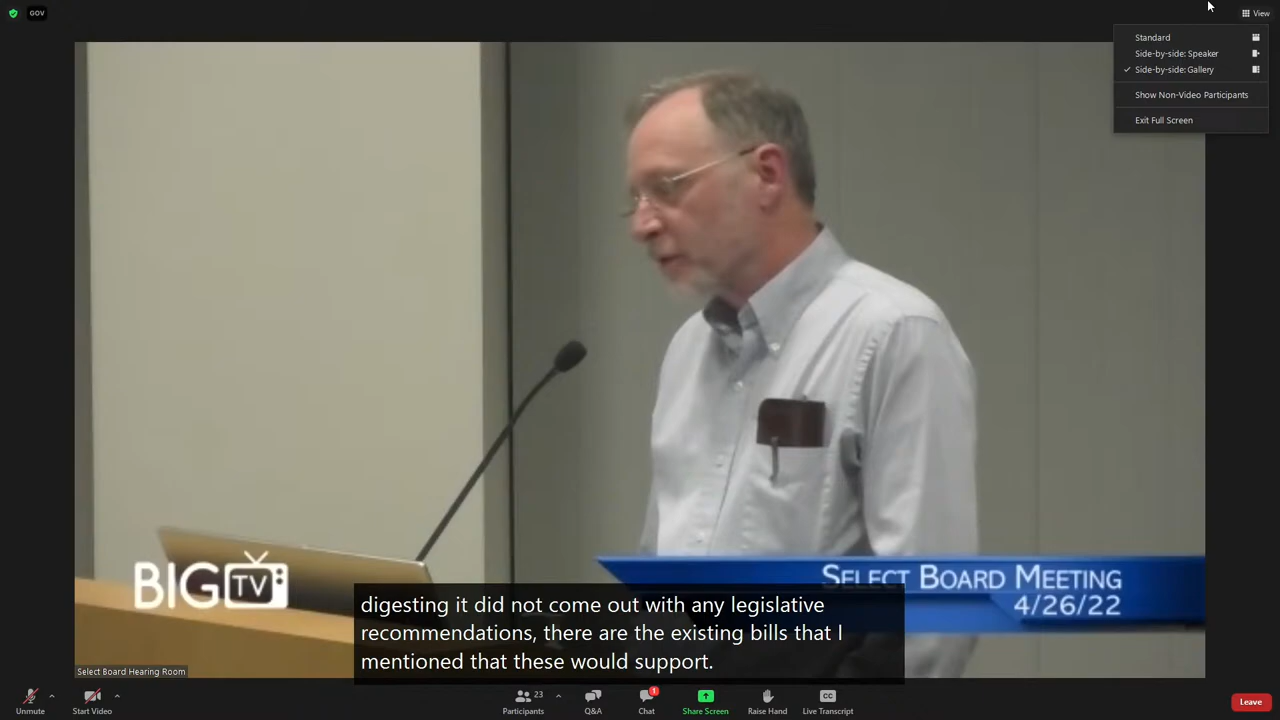 GOV
View
Standard
Side-by-side: Speaker
Side-by-side: Gallery
Show Non-Video Participants
Exit Full Screen
BIG TV
SELECT BOARD MEETING
4/26/22
digesting it did not come out with any legislative
recommendations, there are the existing bills that I
mentioned that these would support.
Select Board Hearing Room
Unmute
Start Video
Participants
23
Q&A
Chat
1
Share Screen
Raise Hand
CC
Live Transcript
Leave